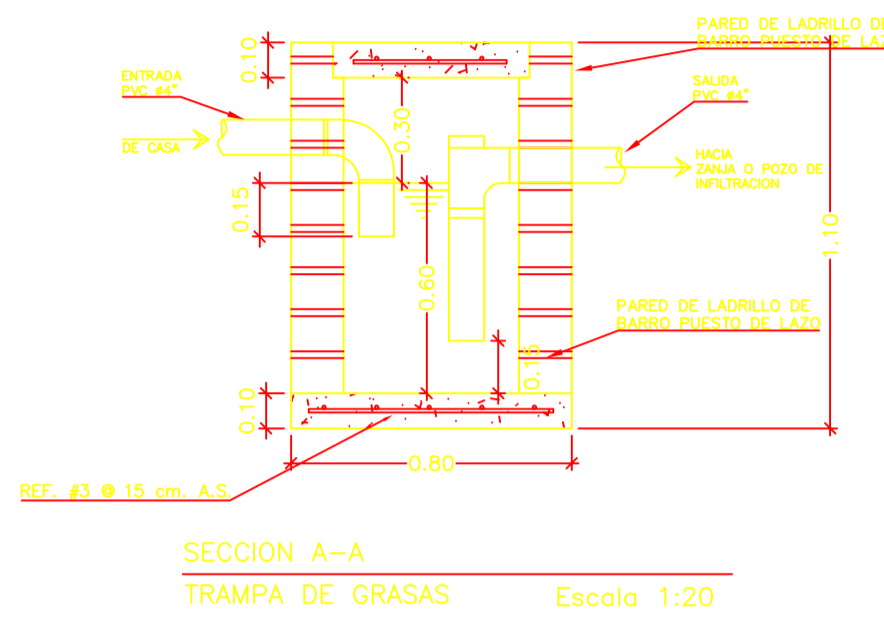 PARED DE LADRILLO DE
BARRO PUESTO DE LAZ
0.10
ENTRADA
PVC ø4"
SALIDA
PVC ø4"
0.30
DE CASA
HACIA
ZANJA O POZO DE
INFILTRACION
0.15
1.10
0.60
PARED DE LADRILLO DE
BARRO PUESTO DE LAZO
0.15
0.10
0.80
REF. #3 @ 15 cm. A.S.
SECCION A-A
TRAMPA DE GRASAS
Escala 1:20